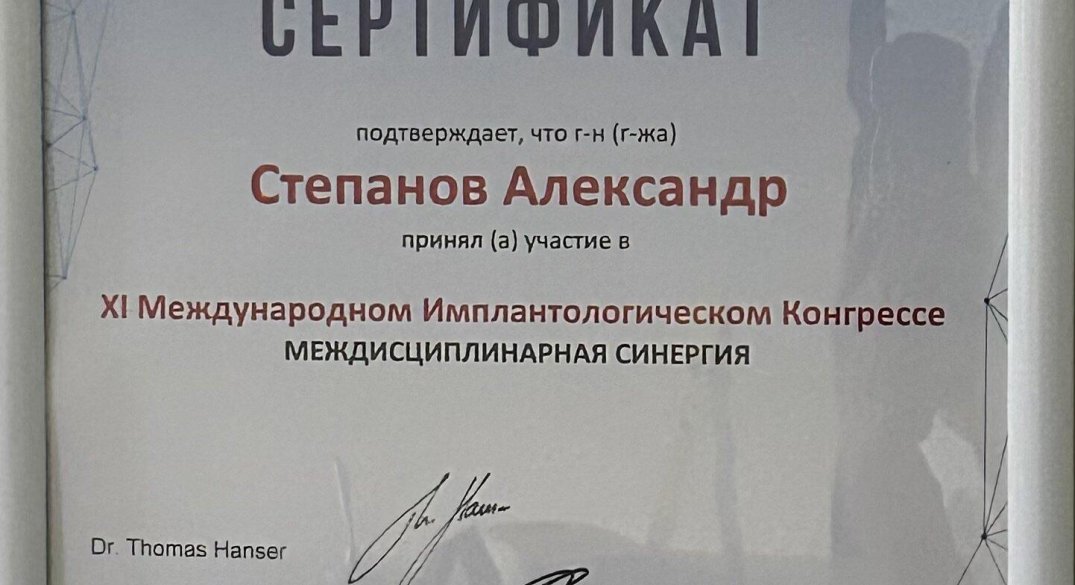 СЕРТИФИКАТ
подтверждает, что г-н (г-жа)
Степанов Александр
принял (а) участие в
XI Международном Имплантологическом Конгрессе
МЕЖДИСЦИПЛИНАРНАЯ СИНЕРГИЯ
Dr. Thomas Hanser